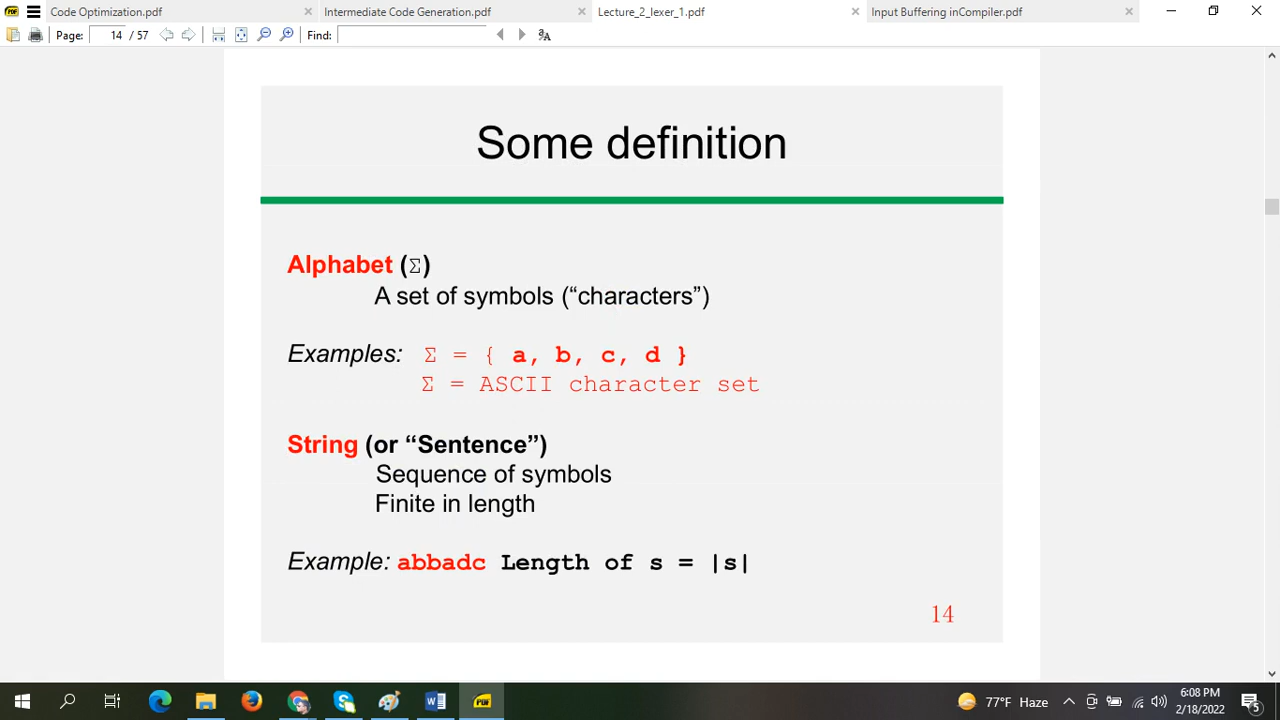 Code Optimization.pdf
Intermediate Code Generation.pdf
Lecture_2_lexer_1.pdf
Input Buffering inCompiler.pdf
Page: 14 / 57
Find:
Some definition
Alphabet (Σ)
A set of symbols (“characters”)
Examples: Σ = { a, b, c, d }
Σ = ASCII character set
String (or “Sentence”)
Sequence of symbols
Finite in length
Example: abbadc Length of s = |s|
14
77°F Haze
6:08 PM
2/18/2022
5